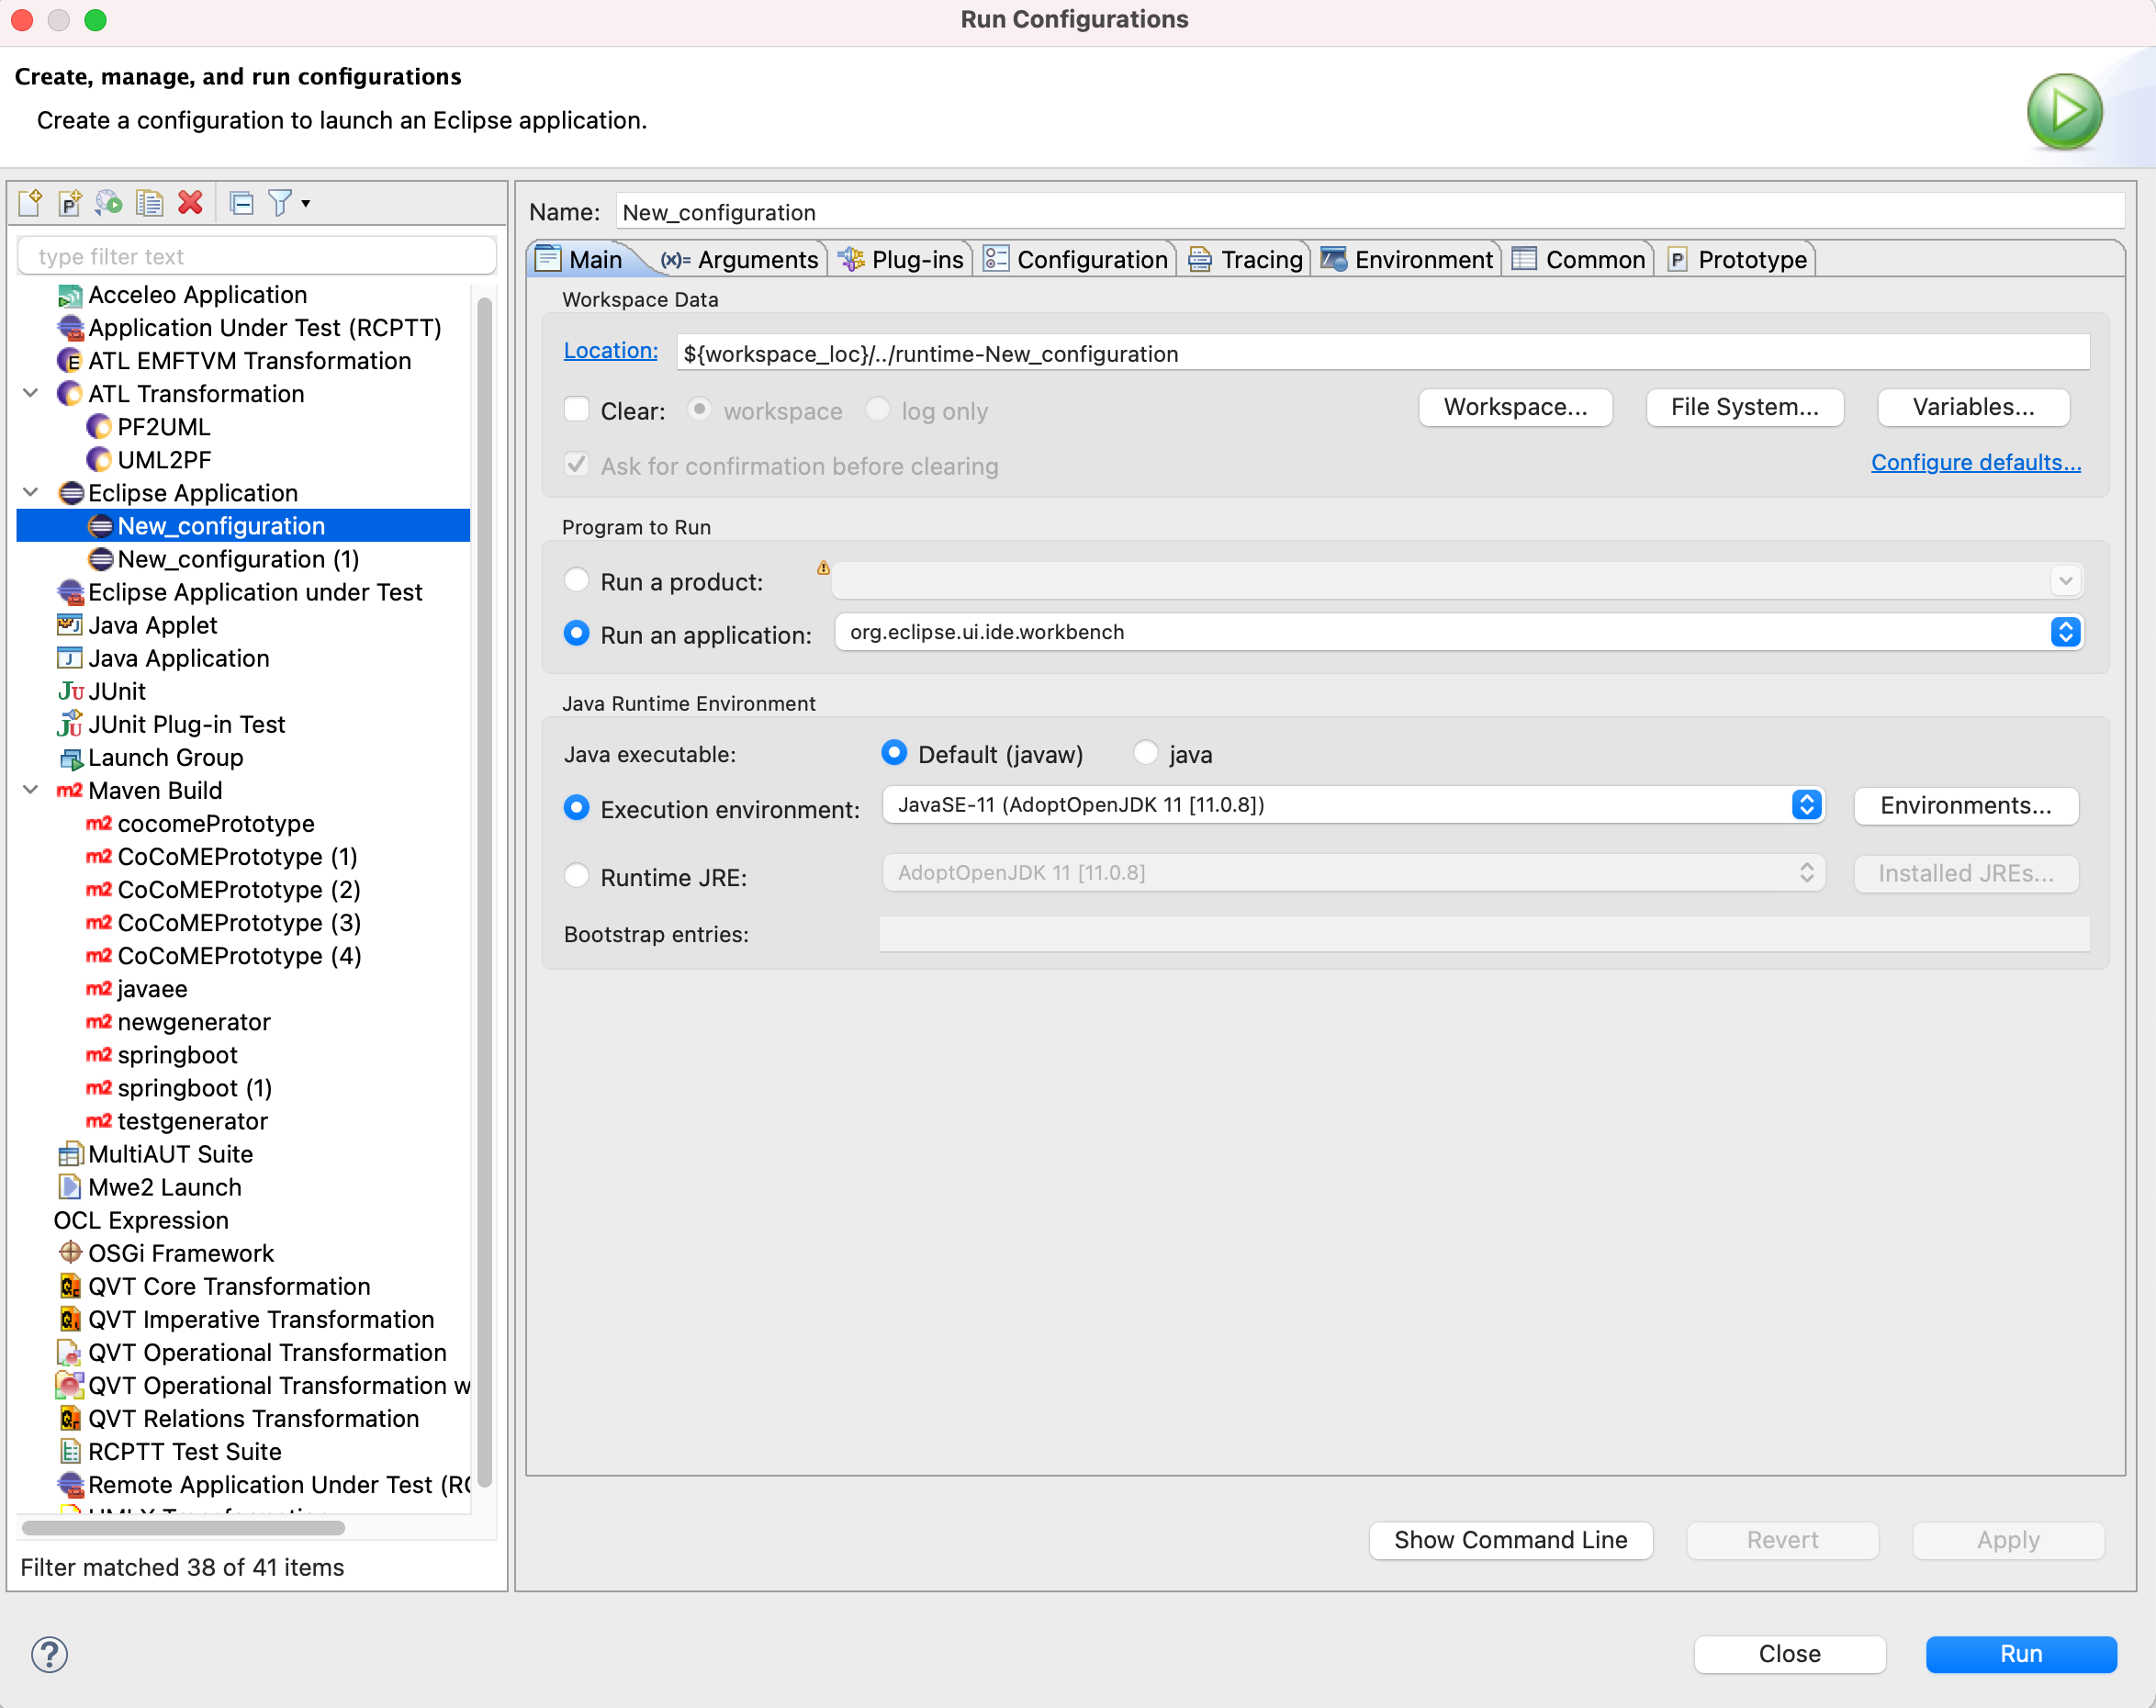 Run Configurations
Create, manage, and run configurations
Create a configuration to launch an Eclipse application.
type filter text
Acceleo Application
Application Under Test (RCPTT)
ATL EMFTVM Transformation
ATL Transformation
PF2UML
UML2PF
Eclipse Application
New_configuration
New_configuration (1)
Eclipse Application under Test
Java Applet
Java Application
JUnit
JUnit Plug-in Test
Launch Group
Maven Build
cocomePrototype
CoCoMEPrototype (1)
CoCoMEPrototype (2)
CoCoMEPrototype (3)
CoCoMEPrototype (4)
javaee
newgenerator
springboot
springboot (1)
testgenerator
MultiAUT Suite
Mwe2 Launch
OCL Expression
OSGi Framework
QVT Core Transformation
QVT Imperative Transformation
QVT Operational Transformation
QVT Operational Transformation w
QVT Relations Transformation
RCPTT Test Suite
Remote Application Under Test (RC
Filter matched 38 of 41 items
Name: New_configuration
Main (x)= Arguments Plug-ins Configuration Tracing Environment Common Prototype
Workspace Data
Location: ${workspace_loc}/../runtime-New_configuration
Clear: workspace log only Workspace... File System... Variables...
Ask for confirmation before clearing Configure defaults...
Program to Run
Run a product:
Run an application: org.eclipse.ui.ide.workbench
Java Runtime Environment
Java executable: Default (javaw) java
Execution environment: JavaSE-11 (AdoptOpenJDK 11 [11.0.8]) Environments...
Runtime JRE: AdoptOpenJDK 11 [11.0.8] Installed JREs...
Bootstrap entries:
Show Command Line Revert Apply
Close Run